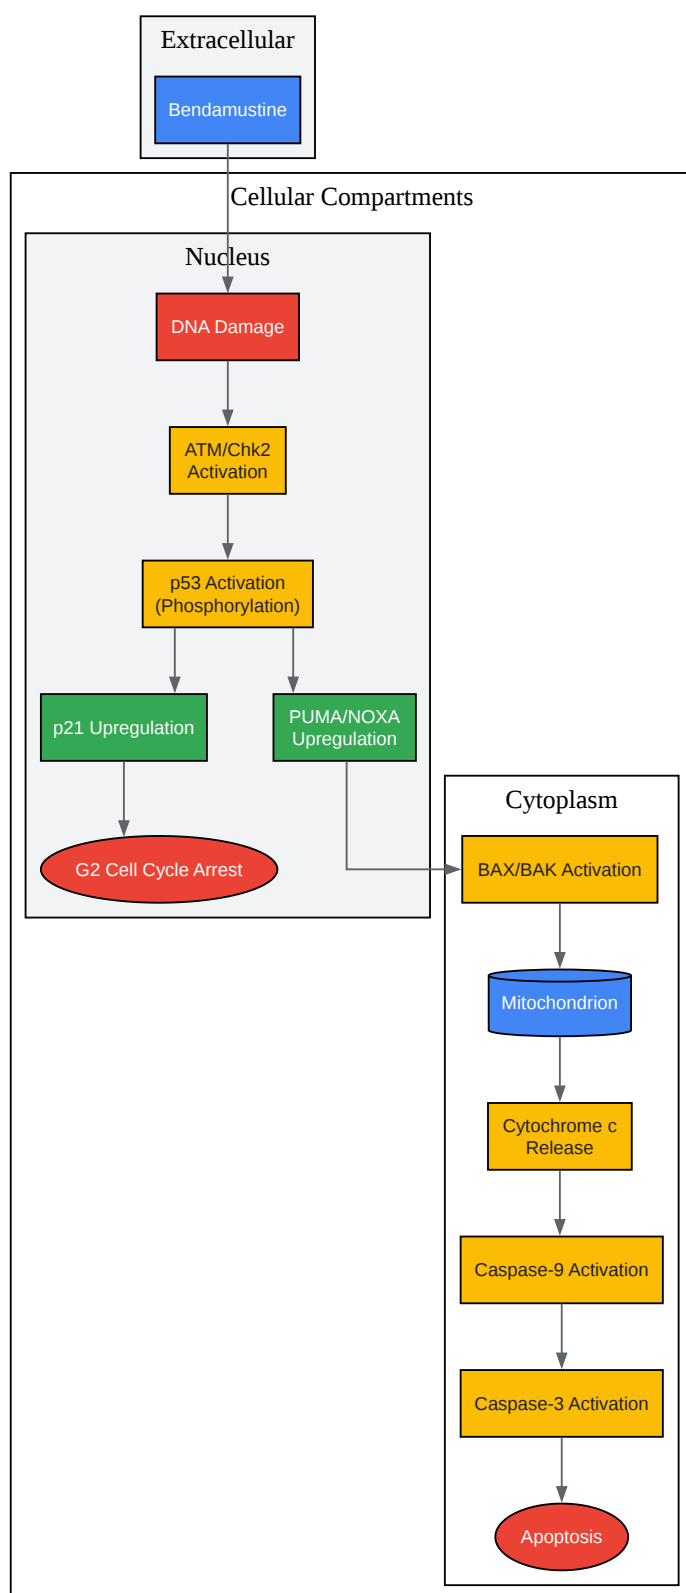 Extracellular
Bendamustine
Cellular Compartments
Nucleus
DNA Damage
ATM/Chk2
Activation
p53 Activation
(Phosphorylation)
p21 Upregulation
PUMA/NOXA
Upregulation
G2 Cell Cycle Arrest
Cytoplasm
BAX/BAK Activation
Mitochondrion
Cytochrome c
Release
Caspase-9 Activation
Caspase-3 Activation
Apoptosis